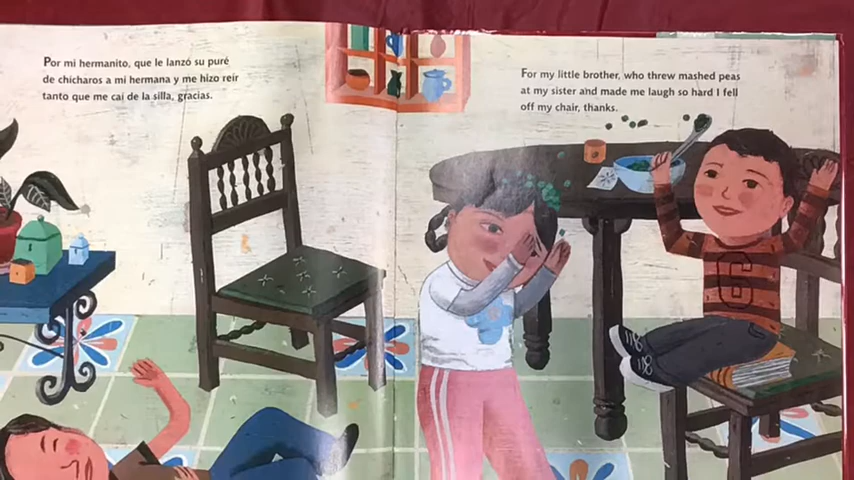 Por mi hermanito, que le lanzó su puré
de chicharos a mi hermana y me hizo reír
tanto que me caí de la silla, gracias.
For my little brother, who threw mashed peas
at my sister and made me laugh so hard I fell
off my chair, thanks.
6